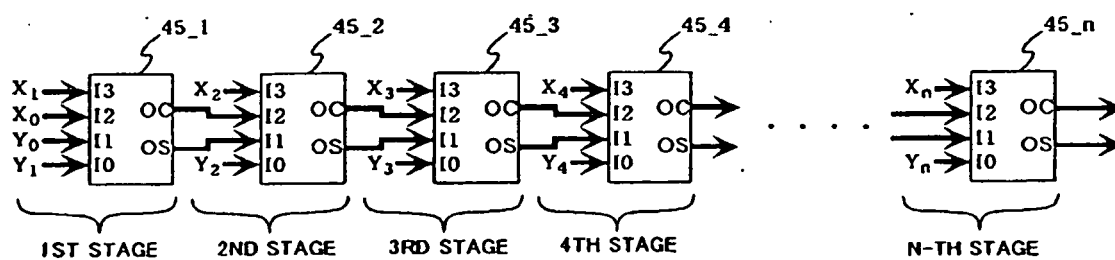 45_1 45_2 45_3 45_4 45_n
X₁ I3 X₂ I3 X₃ I3 X₄ I3 Xₙ I3
X₀ I2 OC I2 OC I2 OC I2 OC I2 OC
Y₀ I1 OS I1 OS I1 OS I1 OS . . . . I1 OS
Y₁ I0 Y₂ I0 Y₃ I0 Y₄ I0 Yₙ I0
1ST STAGE 2ND STAGE 3RD STAGE 4TH STAGE N-TH STAGE